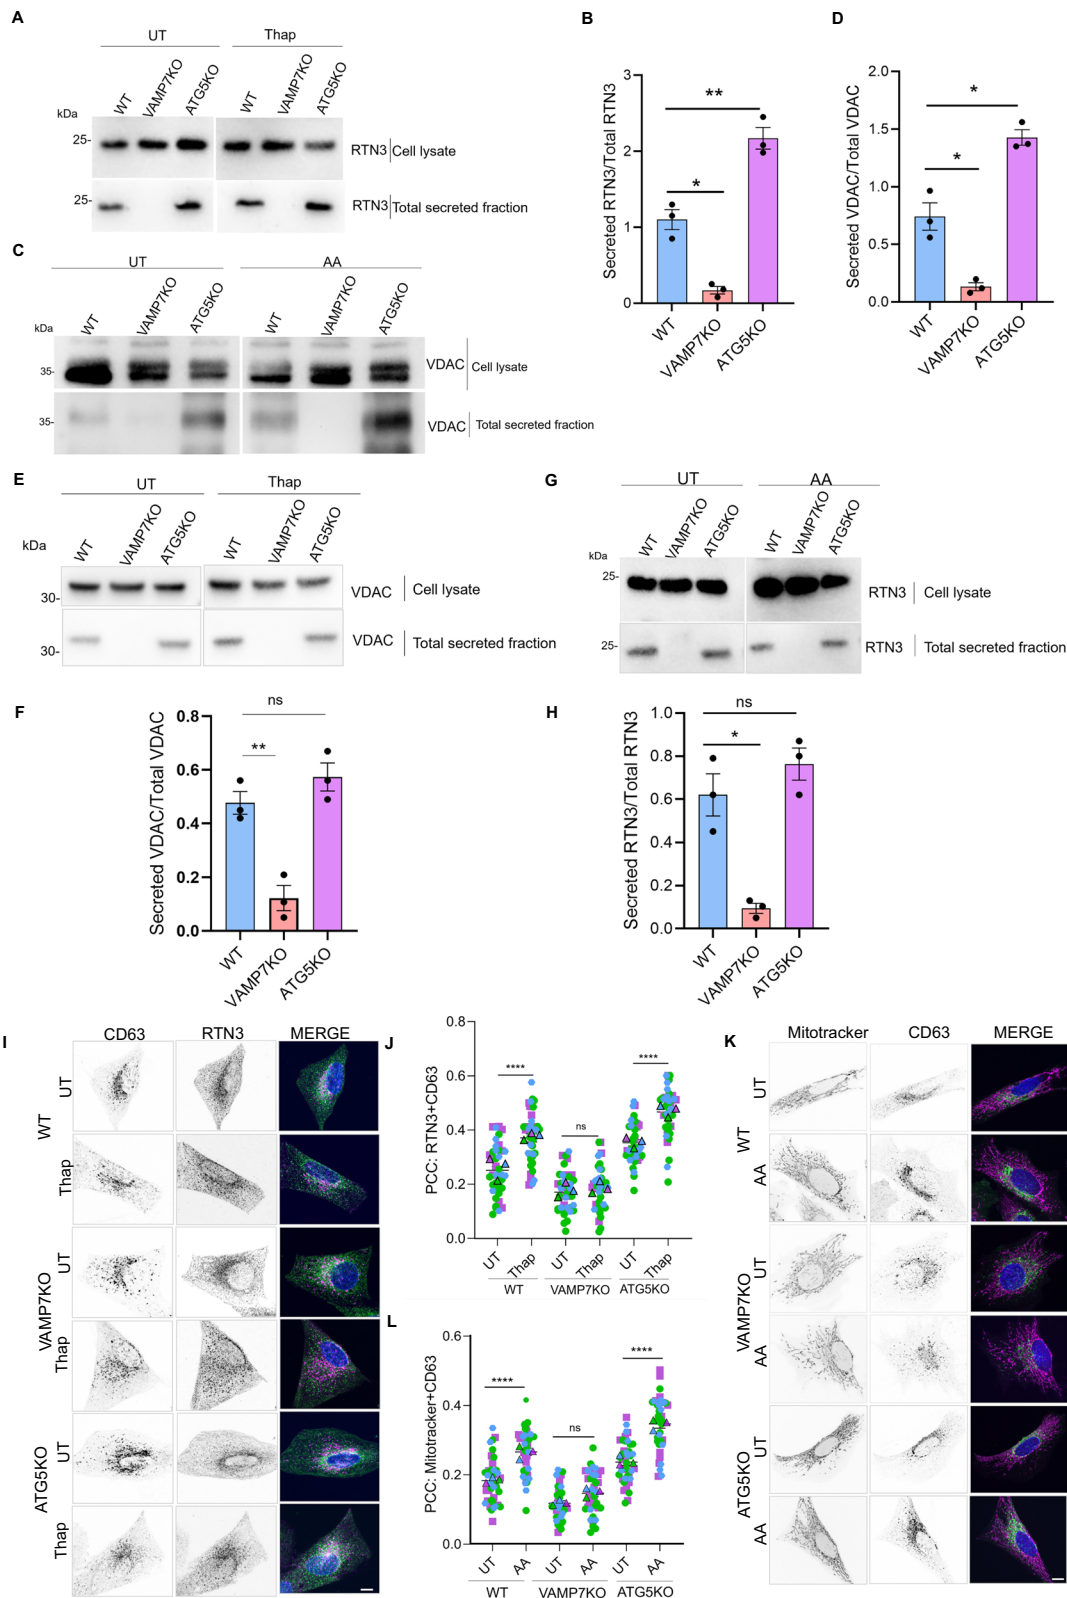 A
UT Thap
WT VAMP7KO ATG5KO WT VAMP7KO ATG5KO
kDa
25- RTN3 Cell lysate
25- RTN3 Total secreted fraction
B
Secreted RTN3/Total RTN3
3
2
1
0
** *
WT VAMP7KO ATG5KO
D
Secreted VDAC/Total VDAC
2.0
1.5
1.0
0.5
0.0
* *
WT VAMP7KO ATG5KO
C
UT AA
WT VAMP7KO ATG5KO WT VAMP7KO ATG5KO
kDa
35- VDAC Cell lysate
35- VDAC Total secreted fraction
E
UT Thap
WT VAMP7KO ATG5KO WT VAMP7KO ATG5KO
kDa
30- VDAC Cell lysate
30- VDAC Total secreted fraction
G
UT AA
WT VAMP7KO ATG5KO WT VAMP7KO ATG5KO
kDa
25- RTN3 Cell lysate
25- RTN3 Total secreted fraction
F
Secreted VDAC/Total VDAC
0.8
0.6
0.4
0.2
0.0
ns
**
WT VAMP7KO ATG5KO
H
Secreted RTN3/Total RTN3
1.0
0.8
0.6
0.4
0.2
0.0
ns
*
WT VAMP7KO ATG5KO
I
CD63 RTN3 MERGE
WT UT
Thap
VAMP7KO UT
Thap
ATG5KO UT
Thap
J
PCC: RTN3+CD63
0.8
0.6
0.4
0.2
0.0
**** ns ****
UT Thap UT Thap UT Thap
WT VAMP7KO ATG5KO
L
PCC: Mitotracker+CD63
0.6
0.4
0.2
0.0
**** ns ****
UT AA UT AA UT AA
WT VAMP7KO ATG5KO
K
Mitotracker CD63 MERGE
WT UT
AA
VAMP7KO UT
AA
ATG5KO UT
AA